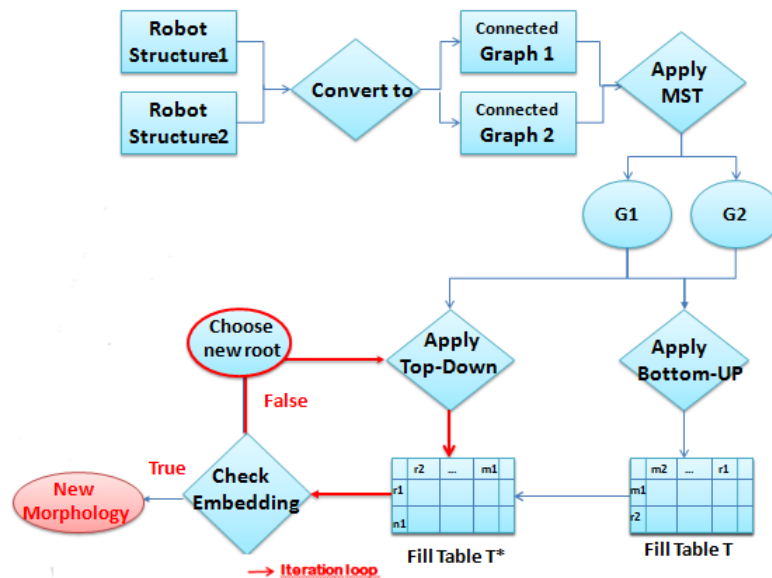 Robot
Structure1
Robot
Structure2
Convert to
Connected
Graph 1
Connected
Graph 2
Apply
MST
G1
G2
Choose
new root
Apply
Top-Down
Apply
Bottom-UP
False
True
New
Morphology
Check
Embedding
r2 ... m1
r1
n1
Fill Table T*
m2 ... r1
m1
r2
Fill Table T
Iteration loop